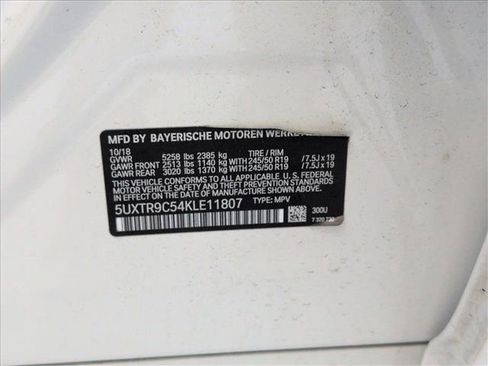 MFD BY BAYERISCHE MOTOREN
10/18 TIRE / RIM
GVWR 5258 lbs 2385 kg
GAWR FRONT 2513 lbs 1140 kg WITH 245/50 R19 /7.5J x 19
GAWR REAR 3020 lbs 1370 kg WITH 245/50 R19 /7.5J x 19
THIS VEHICLE CONFORMS TO ALL APPLICABLE U. S. FEDERAL
MOTOR VEHICLE SAFETY AND THEFT PREVENTION STANDARDS
IN EFFECT ON THE DATE OF MANUFACTURE SHOWN ABOVE.
5UXTR9C54KLE11807 TYPE: MPV
300U